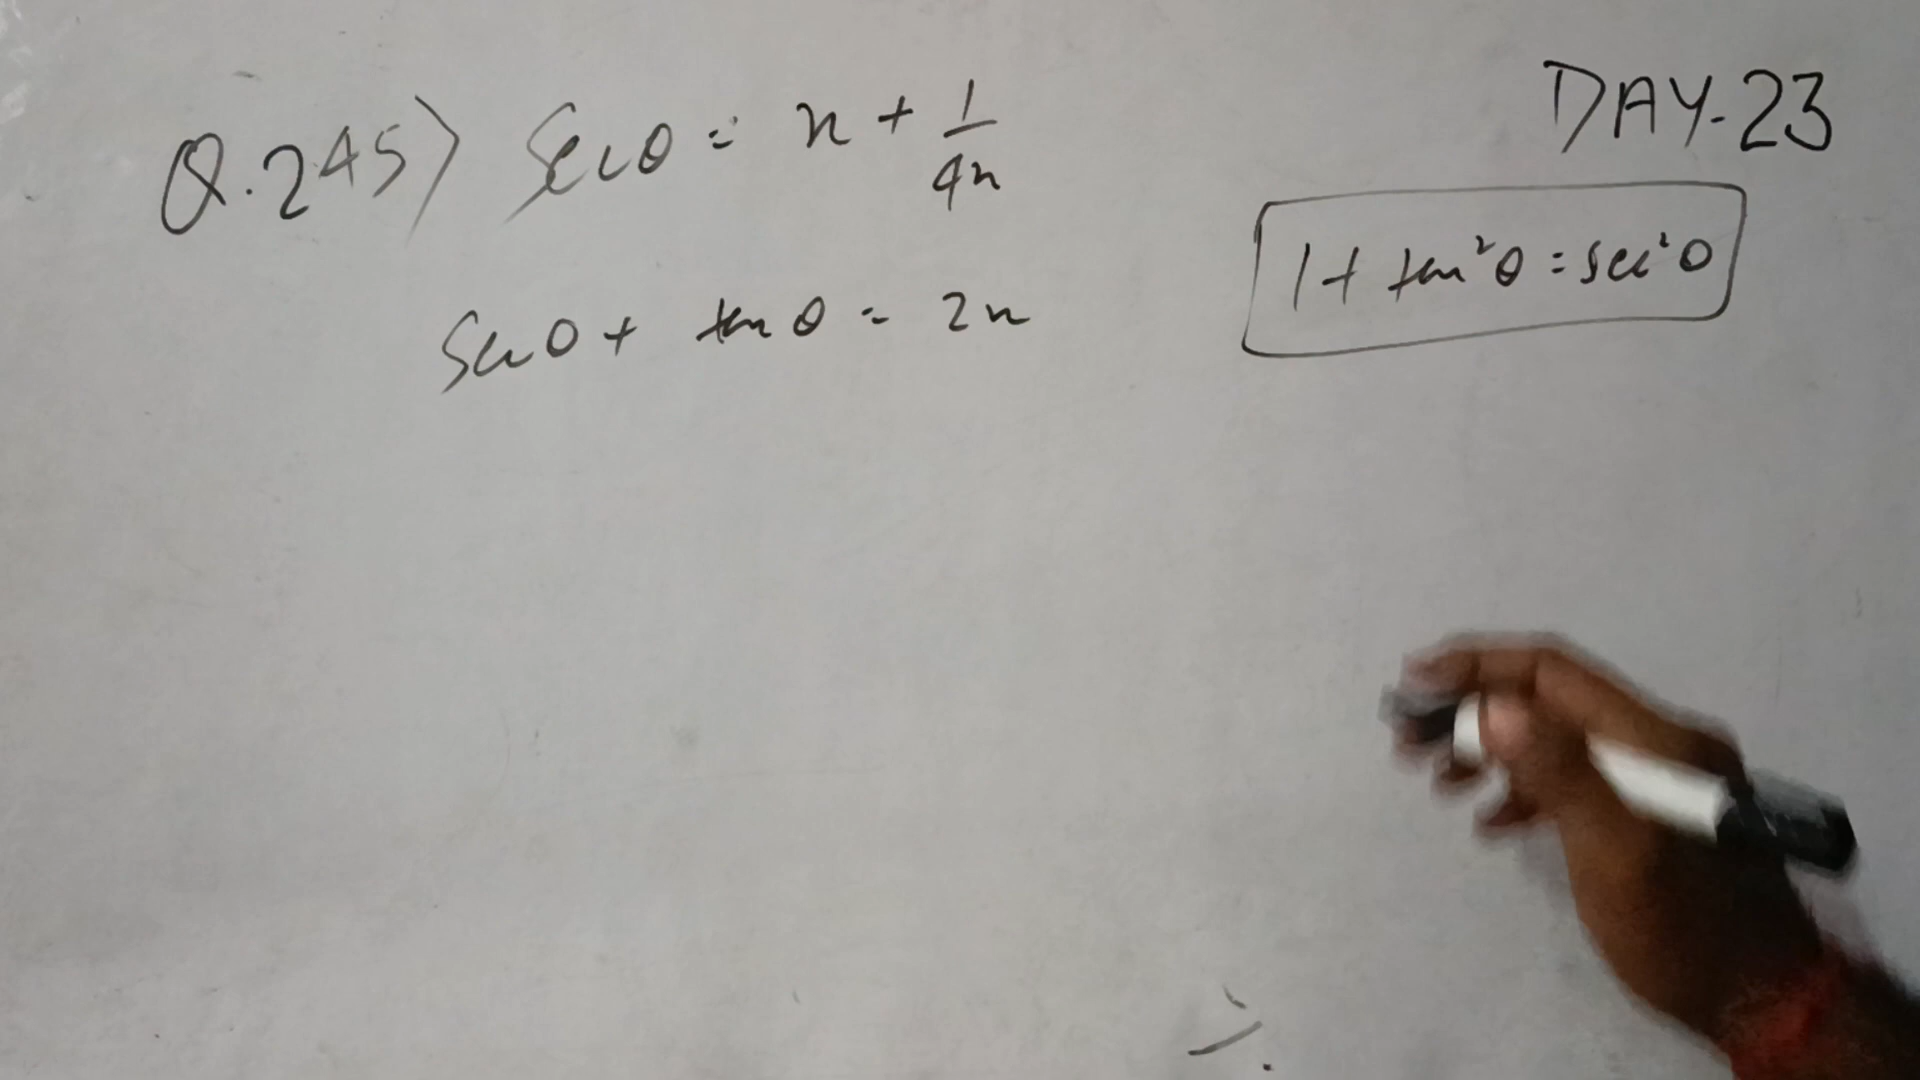 DAY-23
Q.245) Secθ = x + 1/4x
1 + tan²θ = sec²θ
Secθ + tanθ = 2x